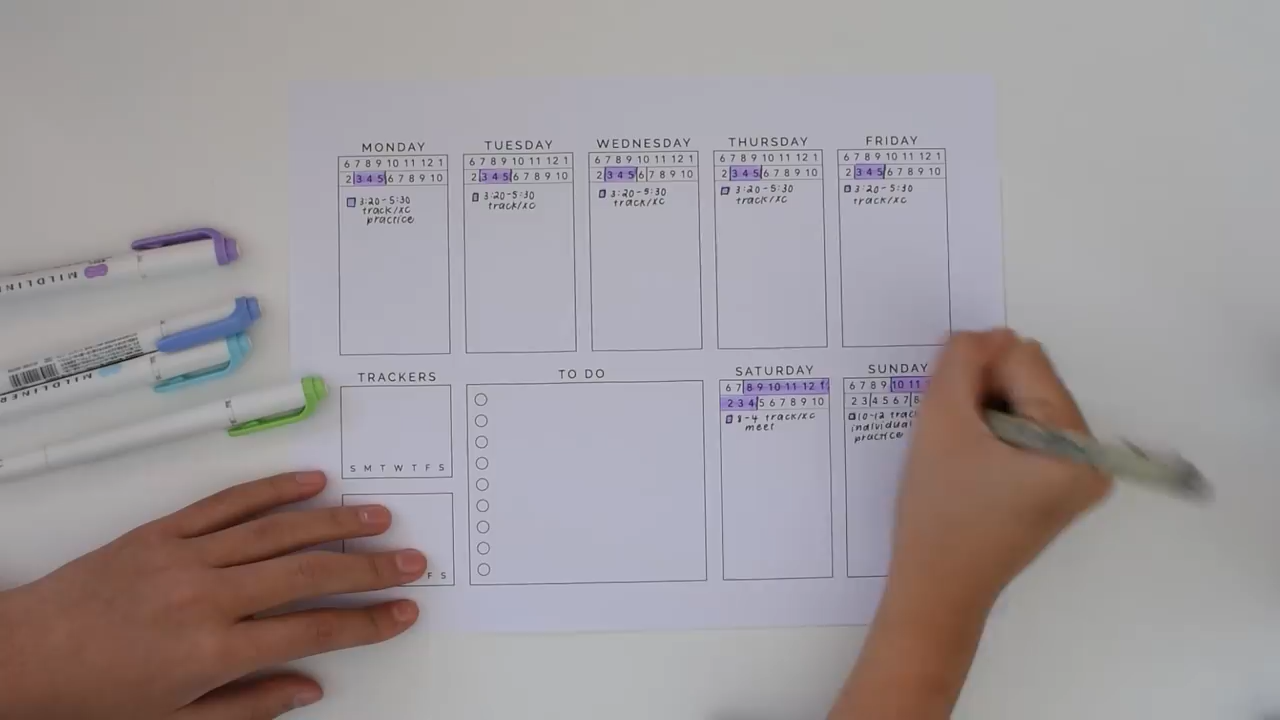 MONDAY
6 7 8 9 10 11 12 1
2 3 4 5 6 7 8 9 10
3:20-5:30
track/xc
practice
TUESDAY
6 7 8 9 10 11 12 1
2 3 4 5 6 7 8 9 10
3:20-5:30
track/xc
WEDNESDAY
6 7 8 9 10 11 12 1
2 3 4 5 6 7 8 9 10
3:20-5:30
track/xc
THURSDAY
6 7 8 9 10 11 12 1
2 3 4 5 6 7 8 9 10
3:20-5:30
track/xc
FRIDAY
6 7 8 9 10 11 12 1
2 3 4 5 6 7 8 9 10
3:20-5:30
track/xc
MILDLINE
MILDLINER
TRACKERS
S M T W T F S
F S
TO DO
SATURDAY
6 7 8 9 10 11 12 1
2 3 4 5 6 7 8 9 10
8-4 track/xc
meet
SUNDAY
6 7 8 9 10 11
2 3 4 5 6 7 8
10-12 trac
individual
practice